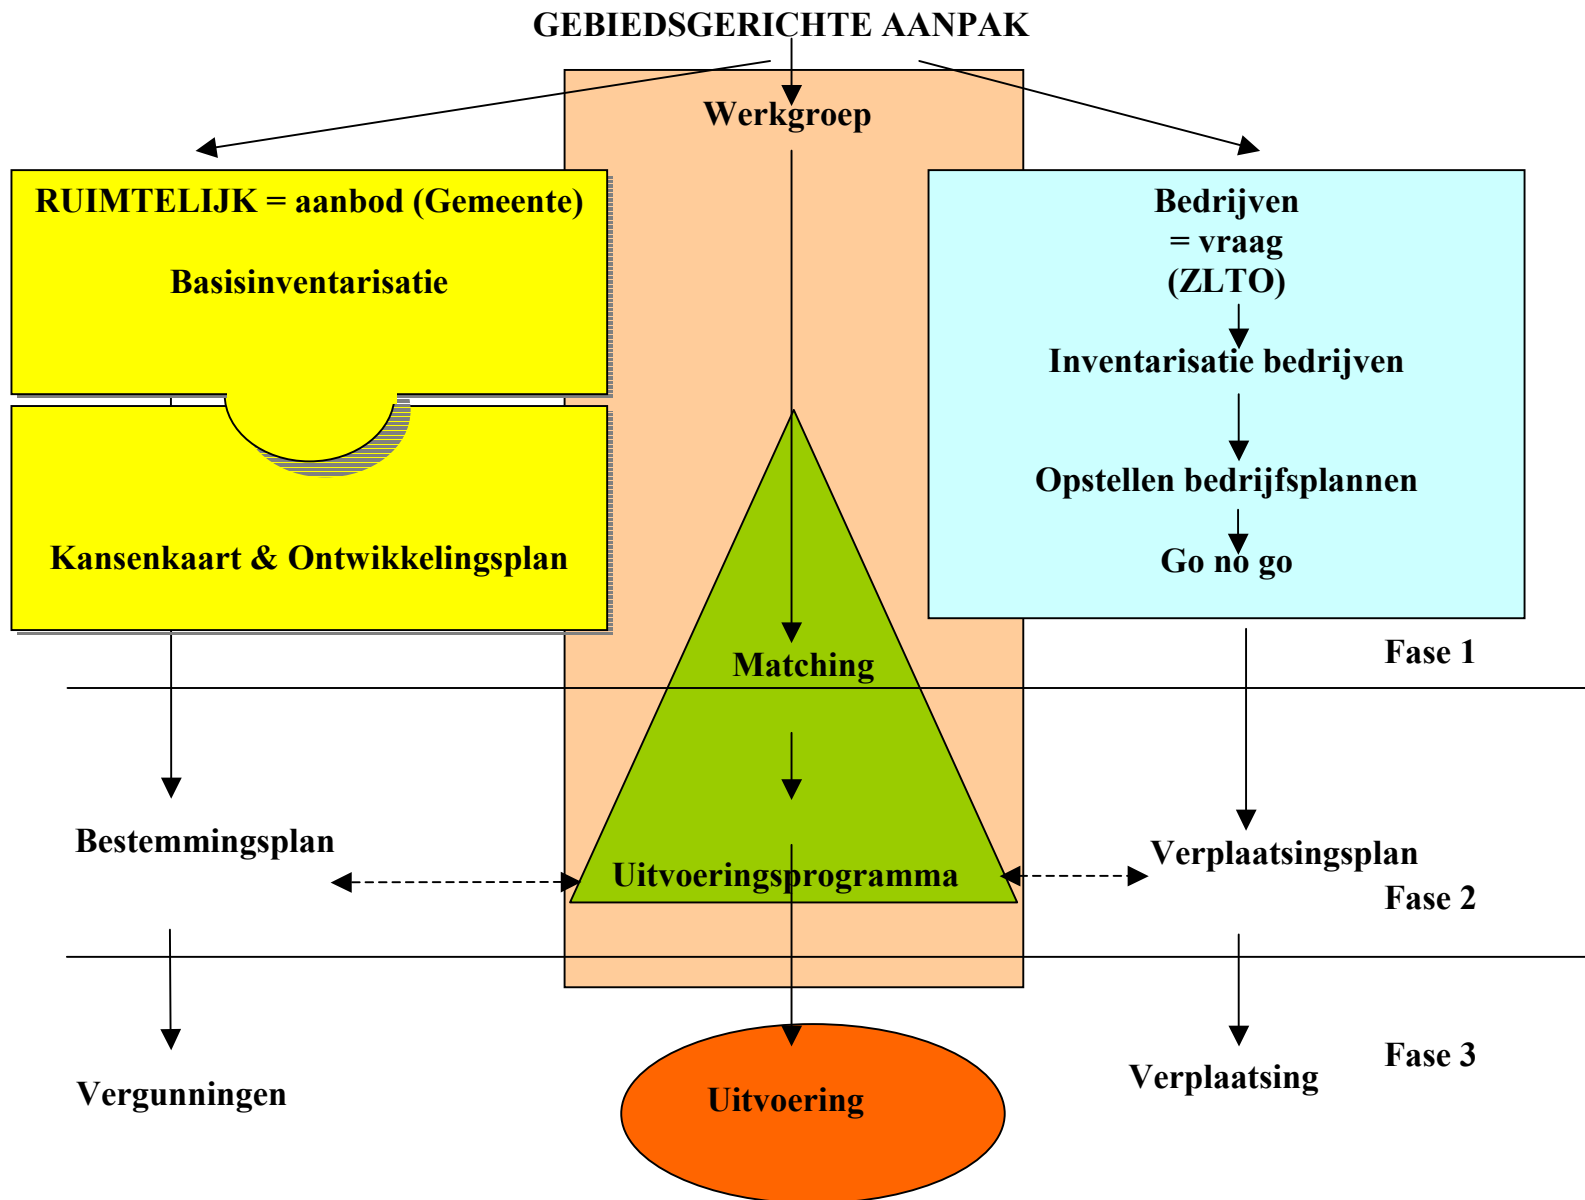 GEBIEDSGERICHTE AANPAK
Werkgroep
RUIMTELIJK = aanbod (Gemeente)
Basisinventarisatie
Kansenkaart & Ontwikkelingsplan
Bedrijven
= vraag
(ZLTO)
Inventarisatie bedrijven
Opstellen bedrijfsplannen
Go no go
Matching
Fase 1
Bestemmingsplan
Uitvoeringsprogramma
Verplaatsingsplan
Fase 2
Vergunningen
Uitvoering
Verplaatsing
Fase 3